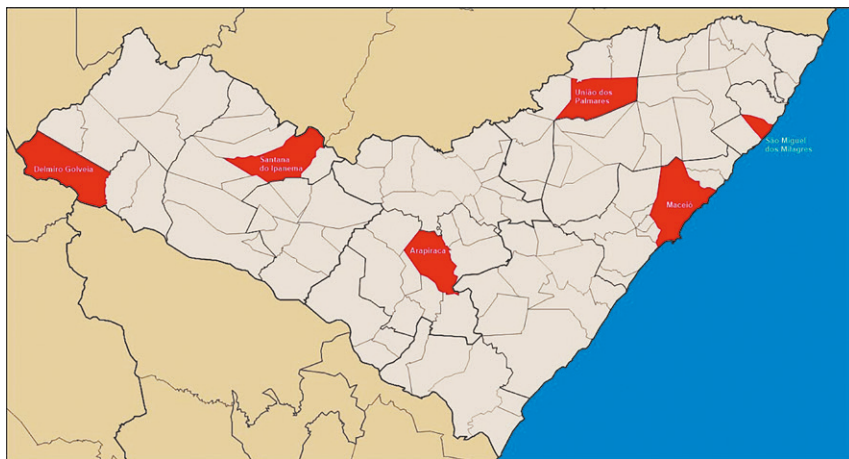 União dos
Palmares
São Miguel
dos Milagres
Santana
do Ipanema
Delmiro Golveia
Maceió
Arapiraca